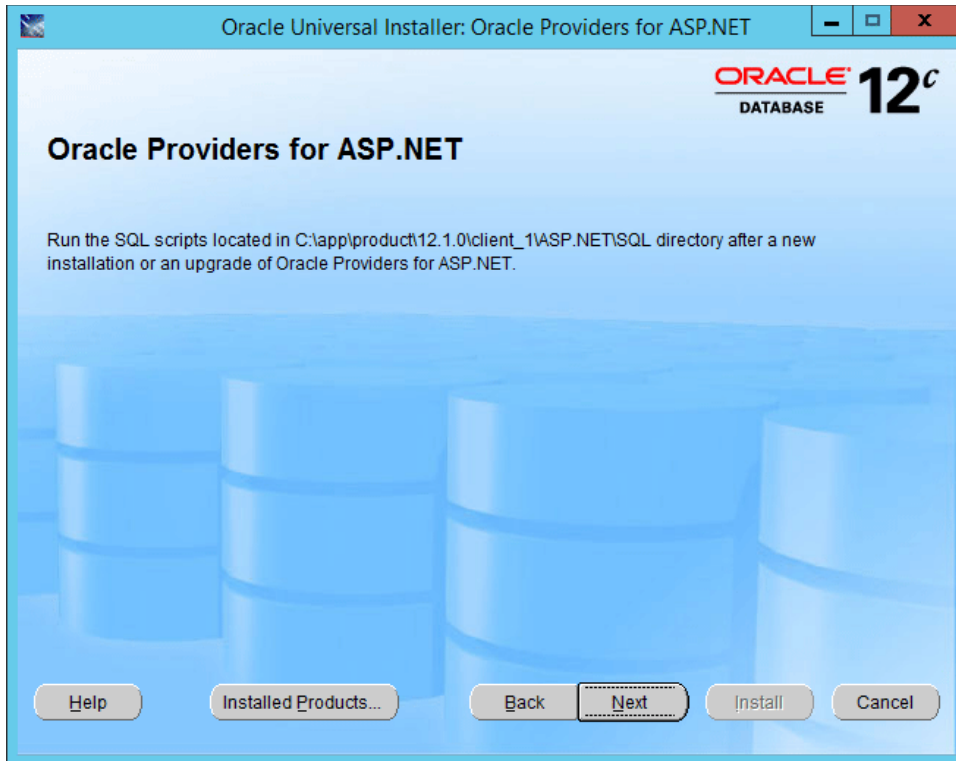 Oracle Universal Installer: Oracle Providers for ASP.NET
ORACLE®
DATABASE
12c
Oracle Providers for ASP.NET
Run the SQL scripts located in C:\app\product\12.1.0\client_1\ASP.NET\SQL directory after a new
installation or an upgrade of Oracle Providers for ASP.NET.
Help
Installed Products...
Back
Next
Install
Cancel